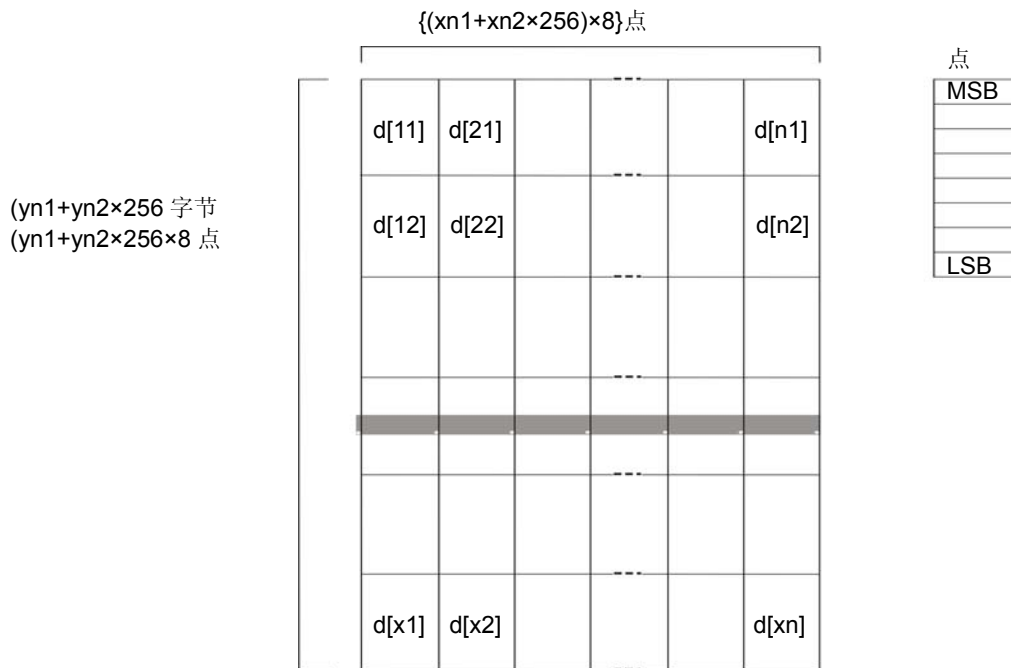 {(xn1+xn2×256)×8}点
点
MSB
d[11] d[21] d[n1]
(yn1+yn2×256 字节
(yn1+yn2×256×8 点
d[12] d[22] d[n2]
LSB
d[x1] d[x2] d[xn]